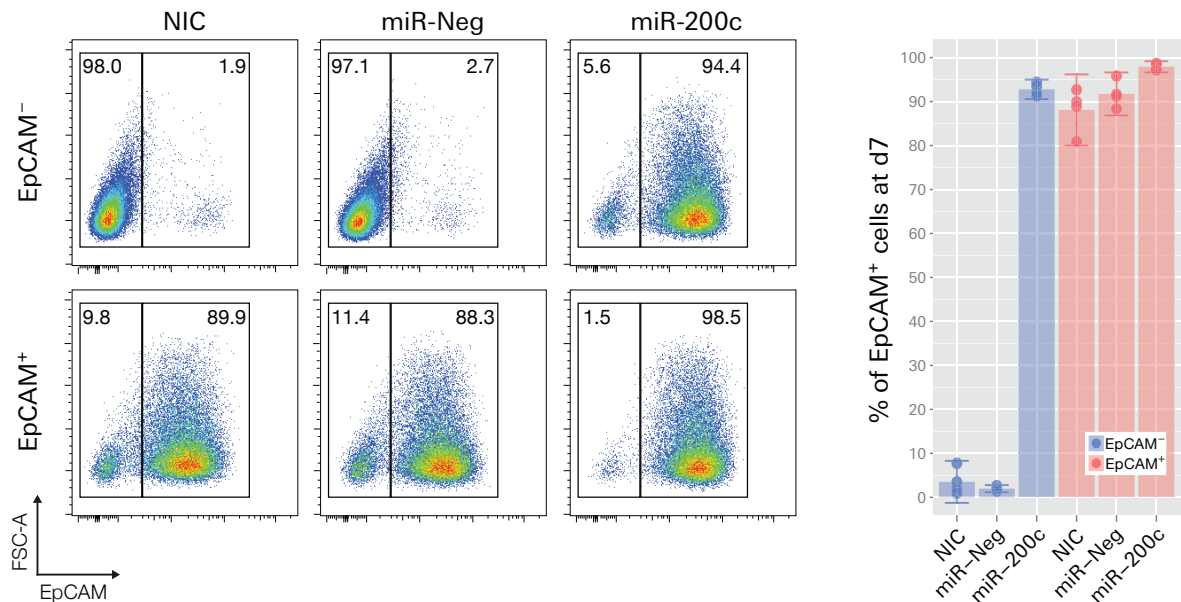 NIC miR-Neg miR-200c
EpCAM⁻
98.0 1.9
97.1 2.7
5.6 94.4
EpCAM⁺
9.8 89.9
11.4 88.3
1.5 98.5
FSC-A
EpCAM
% of EpCAM⁺ cells at d7
100
90
80
70
60
50
40
30
20
10
0
EpCAM⁻
EpCAM⁺
NIC
miR−Neg
miR−200c
NIC
miR−Neg
miR−200c